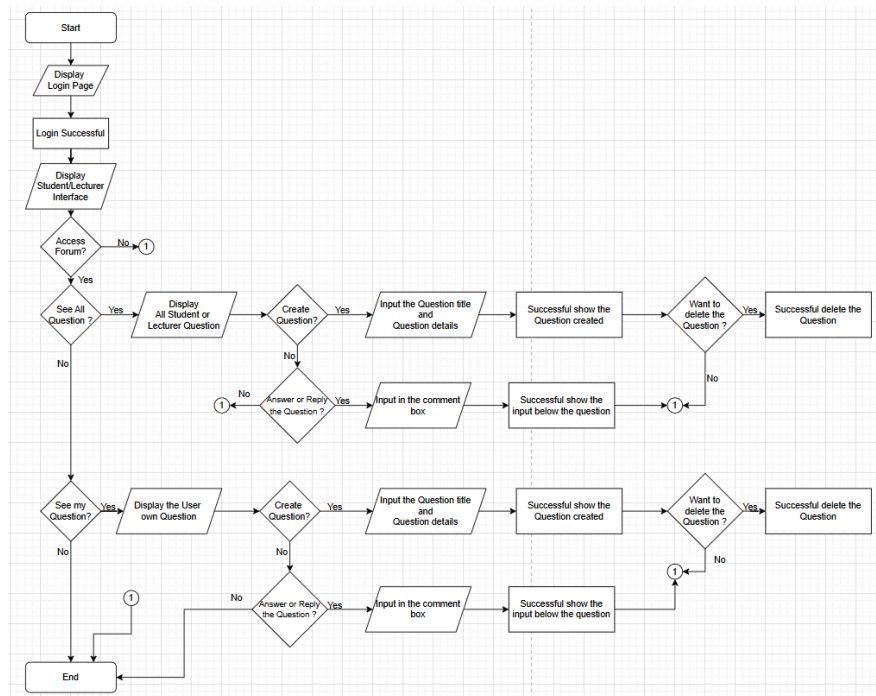 Start
Display
Login Page
Login Successful
Display
Student/Lecturer
Interface
Access
Forum?
No
1
Yes
See All
Question ?
Yes
Display
All Student or
Lecturer Question
Create
Question?
Yes
Input the Question title
and
Question details
Successful show the
Question created
Want to
delete the
Question ?
Yes
Successful delete the
Question
No
No
No
1
No
Answer or Reply
the Question ?
Yes
Input in the comment
box
Successful show the
input below the question
1
See my
Question?
Yes
Display the User
own Question
Create
Question?
Yes
Input the Question title
and
Question details
Successful show the
Question created
Want to
delete the
Question ?
Yes
Successful delete the
Question
No
No
No
1
1
No
Answer or Reply
the Question ?
Yes
Input in the comment
box
Successful show the
input below the question
End